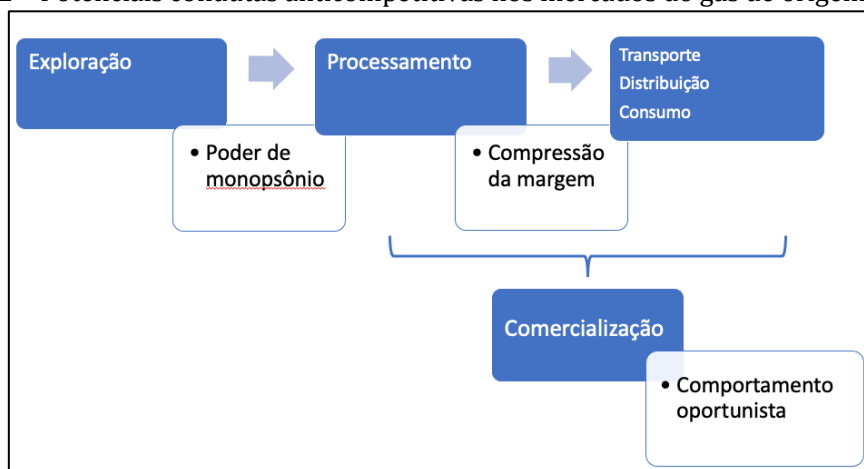 Potenciais condutas anticompetitivas nos mercados de gás de origem
Exploração
Processamento
Transporte
Distribuição
Consumo
• Poder de
monopsônio
• Compressão
da margem
Comercialização
• Comportamento
oportunista